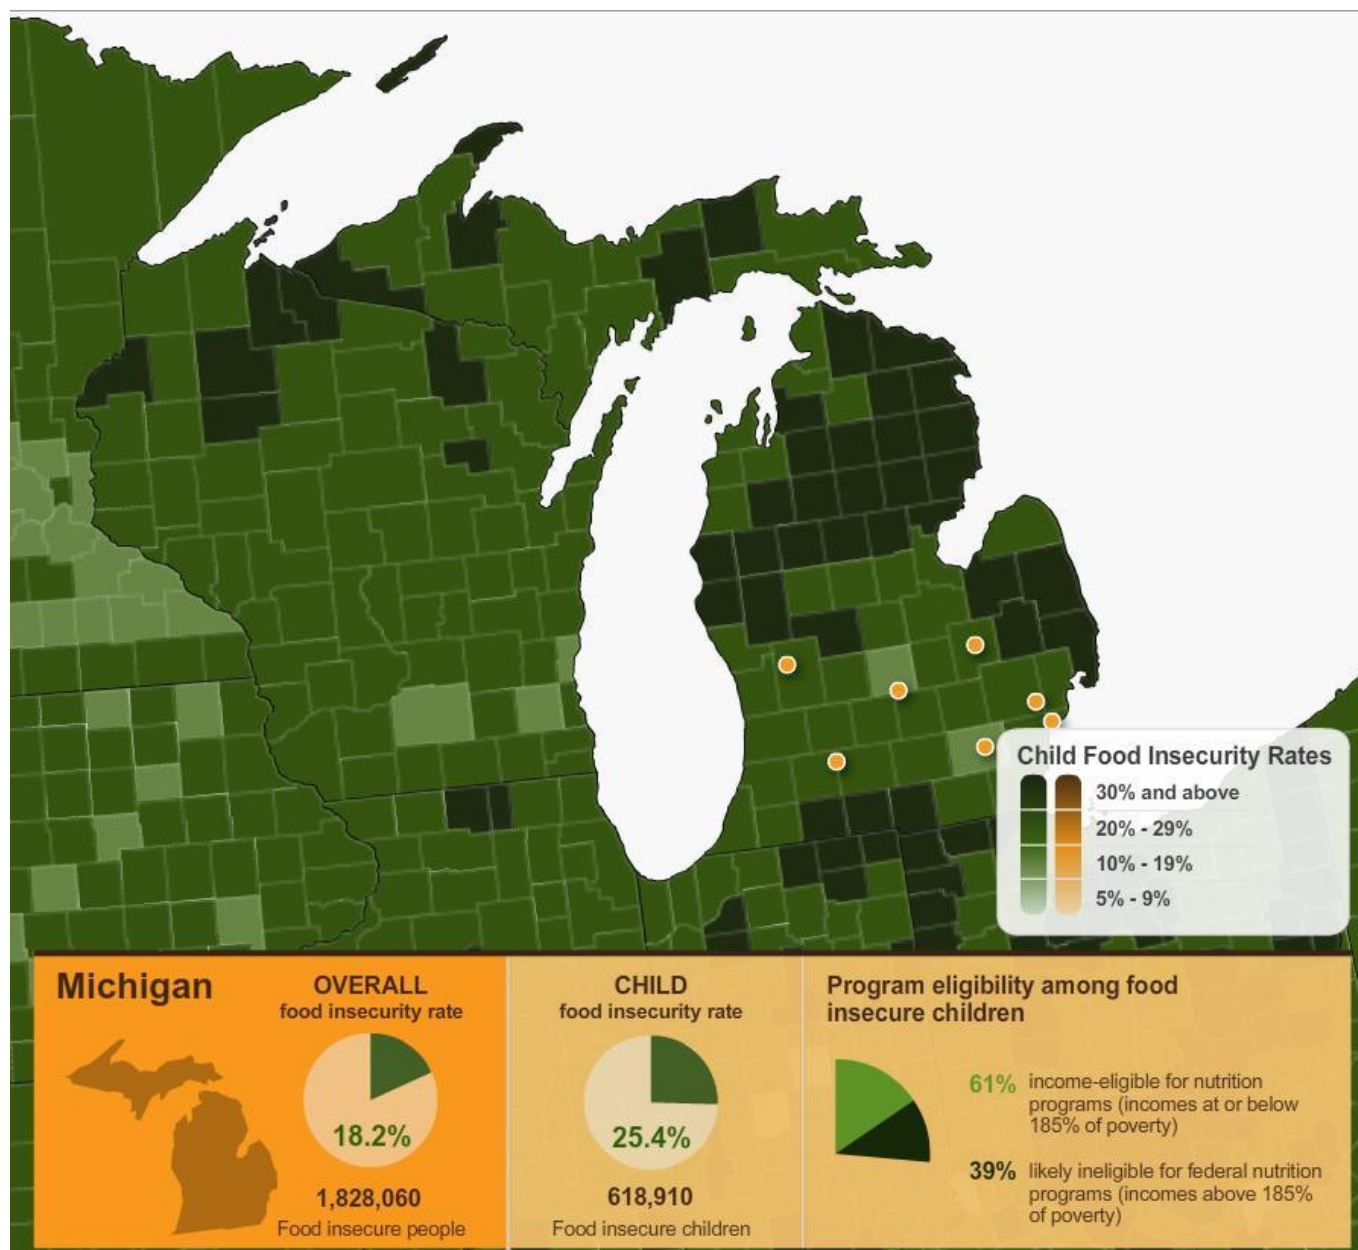 Child Food Insecurity Rates
30% and above
20% - 29%
10% - 19%
5% - 9%
Michigan
OVERALL
food insecurity rate
18.2%
1,828,060
Food insecure people
CHILD
food insecurity rate
25.4%
618,910
Food insecure children
Program eligibility among food
insecure children
61% income-eligible for nutrition
programs (incomes at or below
185% of poverty)
39% likely ineligible for federal nutrition
programs (incomes above 185%
of poverty)